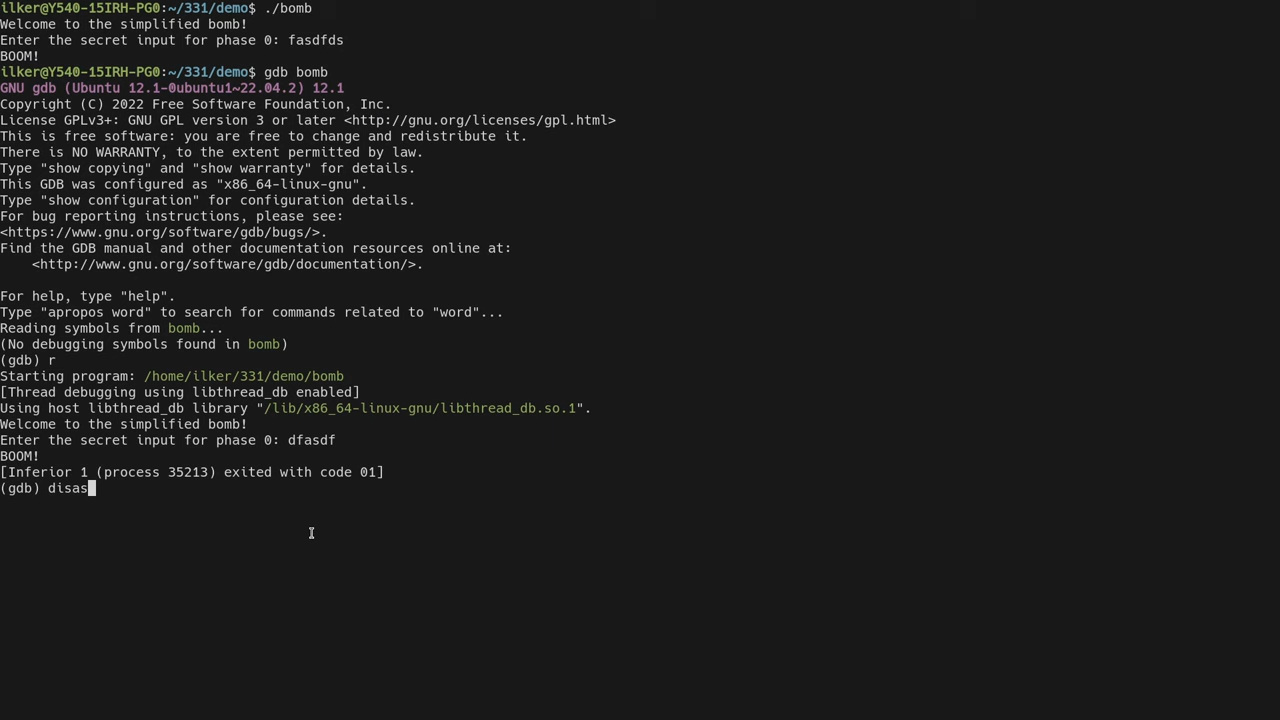 ilker@Y540-15IRH-PG0:~/331/demo$ ./bomb
Welcome to the simplified bomb!
Enter the secret input for phase 0: fasdfds
BOOM!
ilker@Y540-15IRH-PG0:~/331/demo$ gdb bomb
GNU gdb (Ubuntu 12.1-0ubuntu1~22.04.2) 12.1
Copyright (C) 2022 Free Software Foundation, Inc.
License GPLv3+: GNU GPL version 3 or later <http://gnu.org/licenses/gpl.html>
This is free software: you are free to change and redistribute it.
There is NO WARRANTY, to the extent permitted by law.
Type "show copying" and "show warranty" for details.
This GDB was configured as "x86_64-linux-gnu".
Type "show configuration" for configuration details.
For bug reporting instructions, please see:
<https://www.gnu.org/software/gdb/bugs/>.
Find the GDB manual and other documentation resources online at:
    <http://www.gnu.org/software/gdb/documentation/>.

For help, type "help".
Type "apropos word" to search for commands related to "word"...
Reading symbols from bomb...
(No debugging symbols found in bomb)
(gdb) r
Starting program: /home/ilker/331/demo/bomb
[Thread debugging using libthread_db enabled]
Using host libthread_db library "/lib/x86_64-linux-gnu/libthread_db.so.1".
Welcome to the simplified bomb!
Enter the secret input for phase 0: dfasdf
BOOM!
[Inferior 1 (process 35213) exited with code 01]
(gdb) disas